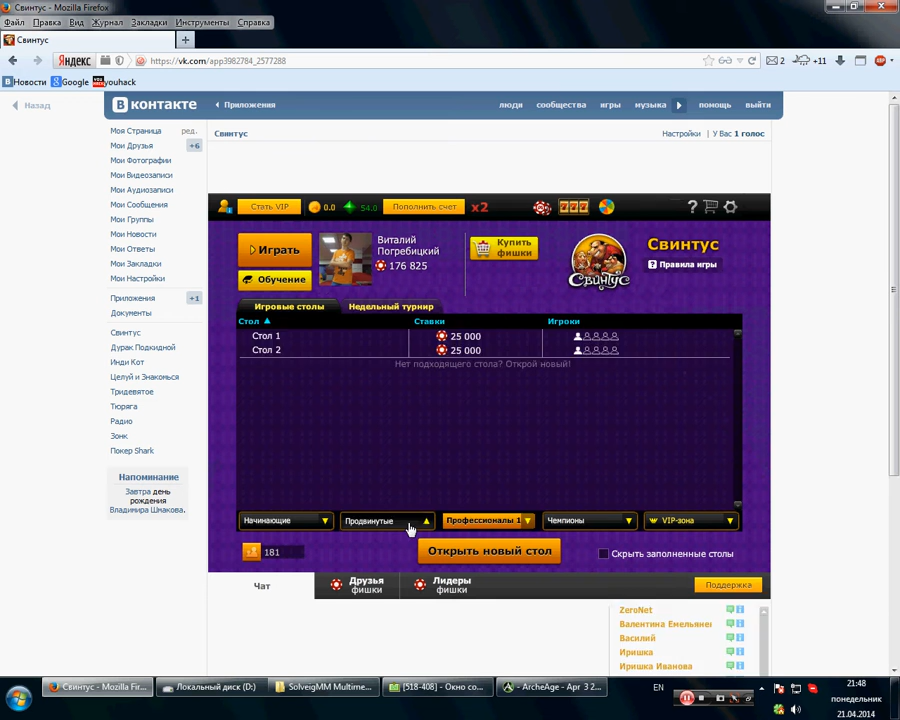 Свинтус - Mozilla Firefox
Файл Правка Вид Журнал Закладки Инструменты Справка
Свинтус
Яндекс https://vk.com/app3982784_2577288 2 +11
Новости Google youhack
Назад
В контакте Приложения люди сообщества игры музыка помощь выйти
Моя Страница ред.
Мои Друзья +6
Мои Фотографии
Мои Видеозаписи
Мои Аудиозаписи
Мои Сообщения
Мои Группы
Мои Новости
Мои Ответы
Мои Закладки
Мои Настройки
Приложения +1
Документы
Свинтус
Дурак Подкидной
Инди Кот
Целуй и Знакомься
Тридевятое
Тюряга
Радио
Зонк
Покер Shark
Напоминание
Завтра день
рождения
Владимира Шмакова.
Свинтус Настройки | У Вас 1 голос
Стать VIP 0.0 54.0 Пополнить счет x2 777 ?
Играть
Обучение
Виталий
Погребицкий
176 825
Купить
фишки
Свинтус
Свинтус
? Правила игры
Игровые столы Недельный турнир
Стол Ставки Игроки
Стол 1 25 000
Стол 2 25 000
Нет подходящего стола? Открой новый!
Начинающие Продвинутые Профессионалы 1 Чемпионы VIP-зона
181 Открыть новый стол Скрыть заполненные столы
Чат
Друзья
фишки
Лидеры
фишки
Поддержка
ZeroNet
Валентина Емельянен
Василий
Иришка
Иришка Иванова
Свинтус - Mozilla Fir... Локальный диск (D:) SolveigMM Multime... [518-408] - Окно со... - ArcheAge - Apr 3 2...
EN
21:48
понедельник
21.04.2014